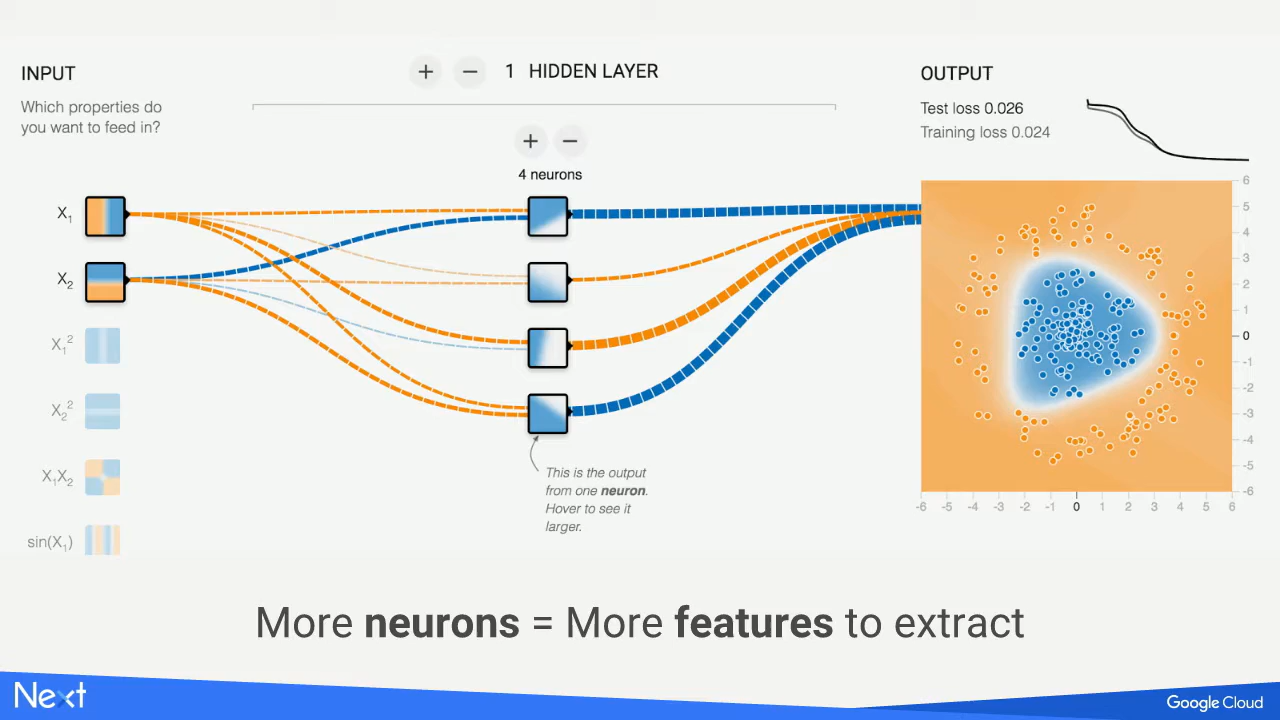 INPUT
Which properties do
you want to feed in?
X1
X2
X1²
X2²
X1X2
sin(X1)
+ − 1 HIDDEN LAYER
+ −
4 neurons
This is the output
from one neuron.
Hover to see it
larger.
OUTPUT
Test loss 0.026
Training loss 0.024
6
5
4
3
2
1
0
-1
-2
-3
-4
-5
-6
-6 -5 -4 -3 -2 -1 0 1 2 3 4 5 6
More neurons = More features to extract
Next
Google Cloud